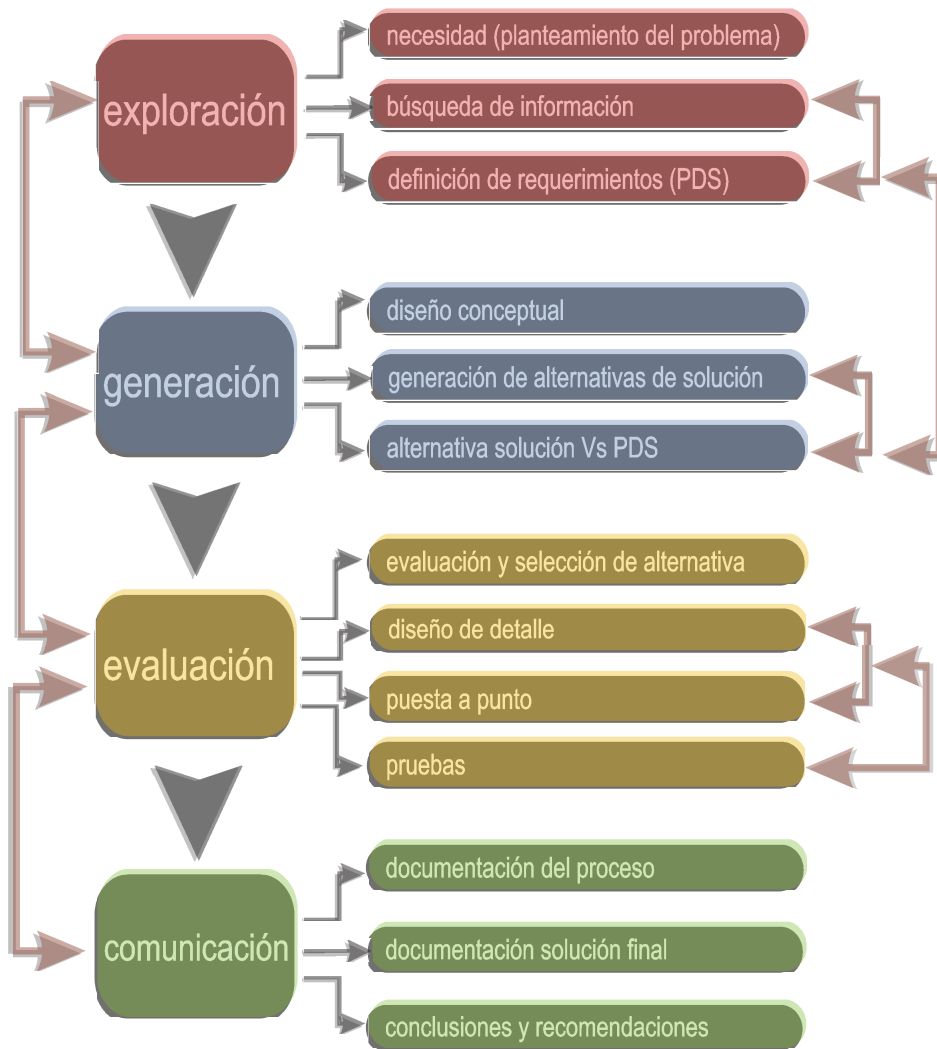 exploración
necesidad (planteamiento del problema)
búsqueda de información
definición de requerimientos (PDS)
generación
diseño conceptual
generación de alternativas de solución
alternativa solución Vs PDS
evaluación
evaluación y selección de alternativa
diseño de detalle
puesta a punto
pruebas
comunicación
documentación del proceso
documentación solución final
conclusiones y recomendaciones